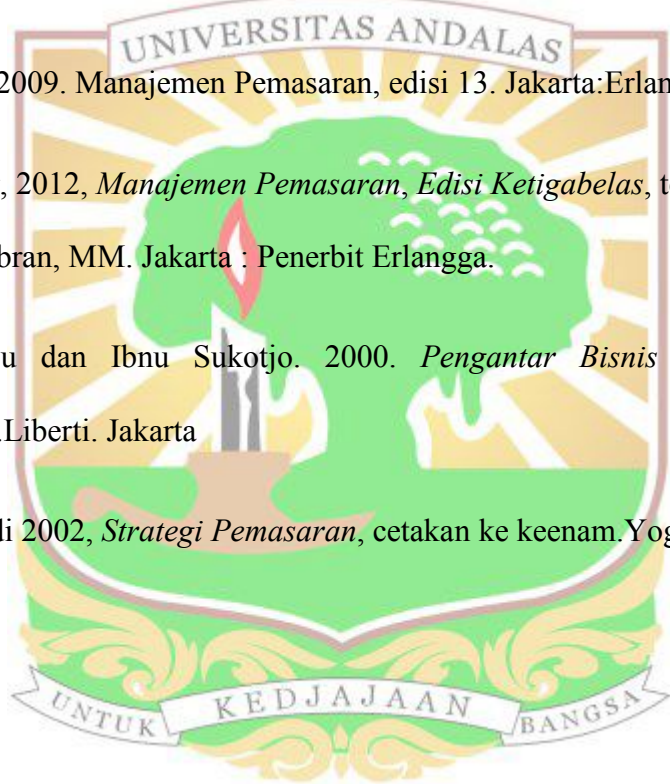 UNIVERSITAS ANDALAS
2009. Manajemen Pemasaran, edisi 13. Jakarta:Erlan
, 2012, Manajemen Pemasaran, Edisi Ketigabelas, t
bran, MM. Jakarta : Penerbit Erlangga.
u dan Ibnu Sukotjo. 2000. Pengantar Bisnis
.Liberti. Jakarta
di 2002, Strategi Pemasaran, cetakan ke keenam.Yog
UNTUK KEDJAJAAN BANGSA